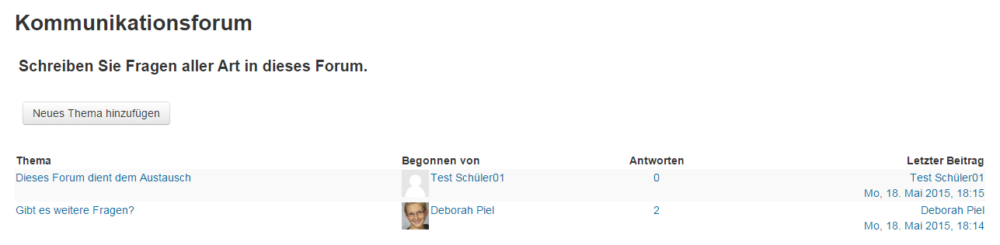 Kommunikationsforum
Schreiben Sie Fragen aller Art in dieses Forum.
Neues Thema hinzufügen
Thema Begonnen von Antworten Letzter Beitrag
Dieses Forum dient dem Austausch Test Schüler01 0 Test Schüler01
Mo, 18. Mai 2015, 18:15
Gibt es weitere Fragen? Deborah Piel 2 Deborah Piel
Mo, 18. Mai 2015, 18:14